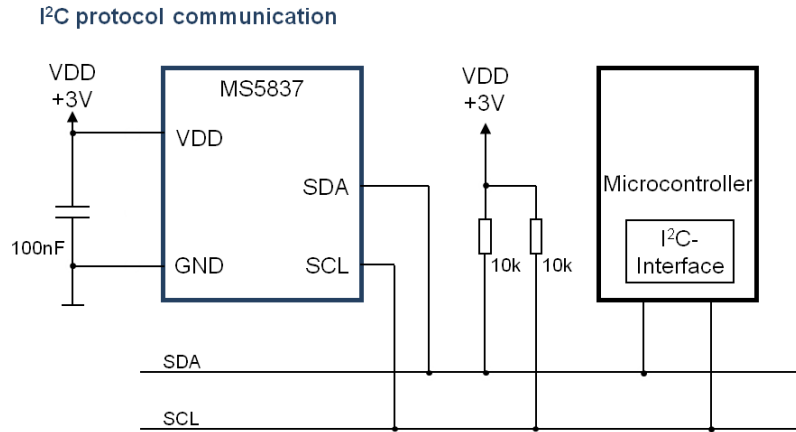 I²C protocol communication
VDD
+3V
MS5837
VDD
SDA
100nF
GND
SCL
VDD
+3V
10k
10k
Microcontroller
I²C-
Interface
SDA
SCL